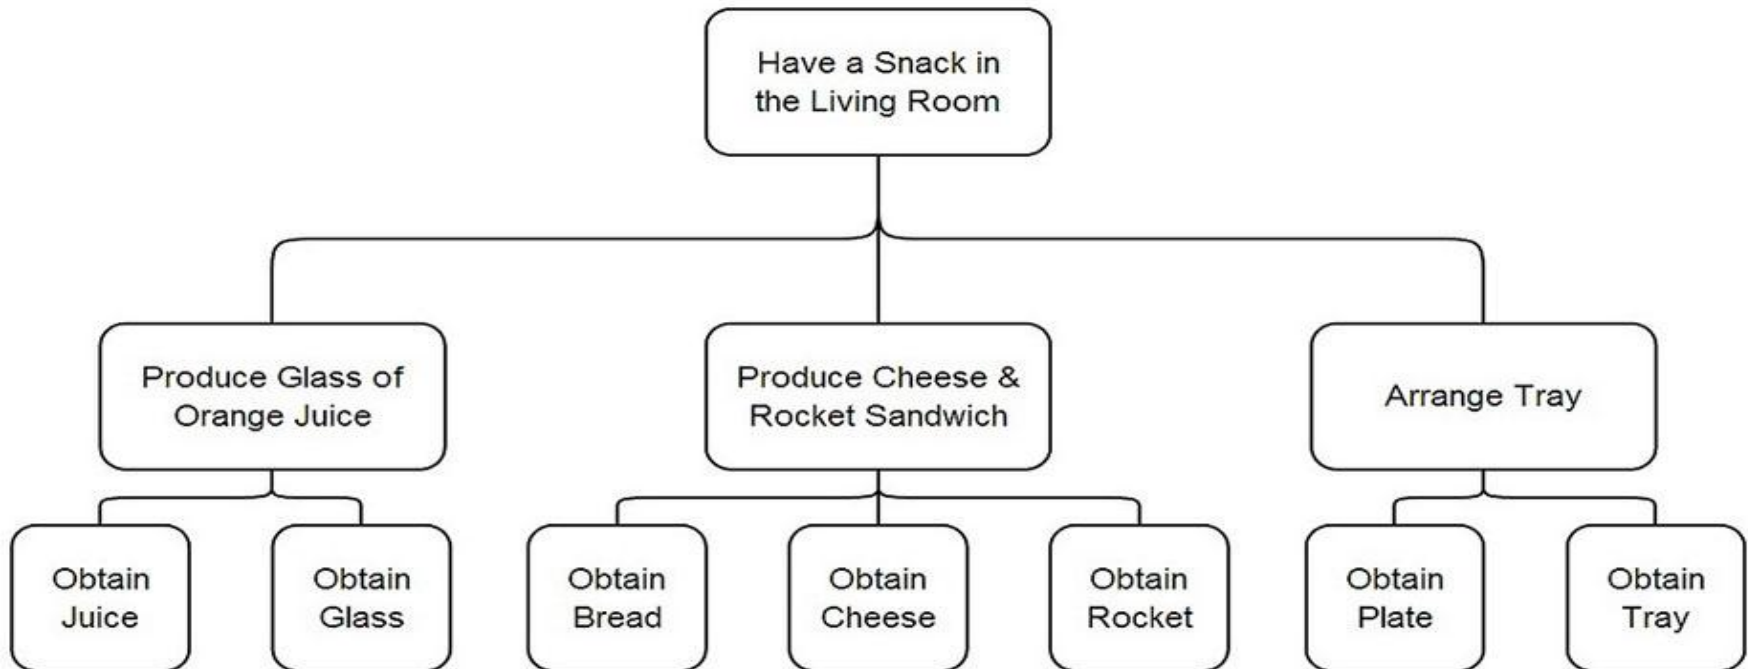 Have a Snack in
the Living Room
Produce Glass of
Orange Juice
Produce Cheese &
Rocket Sandwich
Arrange Tray
Obtain
Juice
Obtain
Glass
Obtain
Bread
Obtain
Cheese
Obtain
Rocket
Obtain
Plate
Obtain
Tray